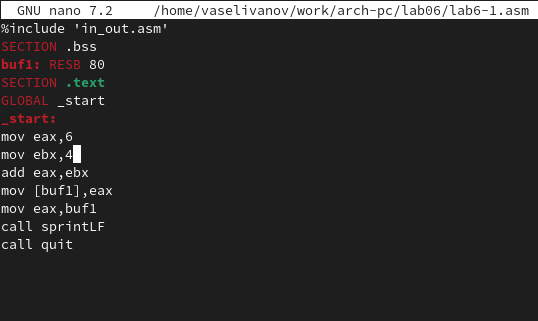 GNU nano 7.2 /home/vaselivanov/work/arch-pc/lab06/lab6-1.asm
%include 'in_out.asm'
SECTION .bss
buf1: RESB 80
SECTION .text
GLOBAL _start
_start:
mov eax,6
mov ebx,4
add eax,ebx
mov [buf1],eax
mov eax,buf1
call sprintLF
call quit